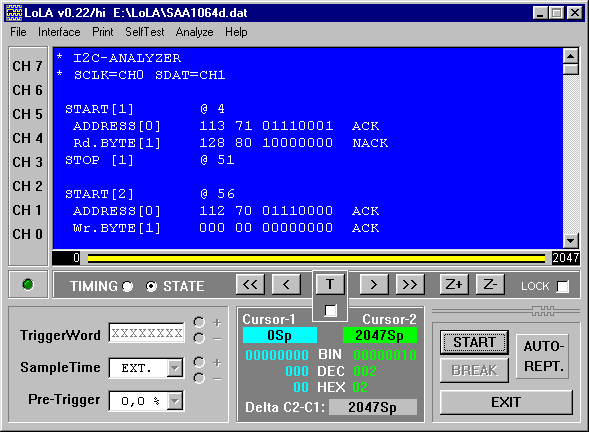 LoLA v0.22/hi E:\LoLA\SAA1064d.dat
File Interface Print SelfTest Analyze Help
CH 7
CH 6
CH 5
CH 4
CH 3
CH 2
CH 1
CH 0
* I2C-ANALYZER
* SCLK=CH0 SDAT=CH1
START[1] @ 4
ADDRESS[0] 113 71 01110001 ACK
Rd.BYTE[1] 128 80 10000000 NACK
STOP [1] @ 51
START[2] @ 56
ADDRESS[0] 112 70 01110000 ACK
Wr.BYTE[1] 000 00 00000000 ACK
0 2047
TIMING STATE << < T > >> Z+ Z- LOCK
TriggerWord XXXXXXXX + −
SampleTime EXT. + −
Pre-Trigger 0,0 %
Cursor-1 Cursor-2
0Sp 2047Sp
00000000 BIN 00000010
000 DEC 002
00 HEX 02
Delta C2-C1: 2047Sp
START
BREAK
AUTO-
REPT.
EXIT